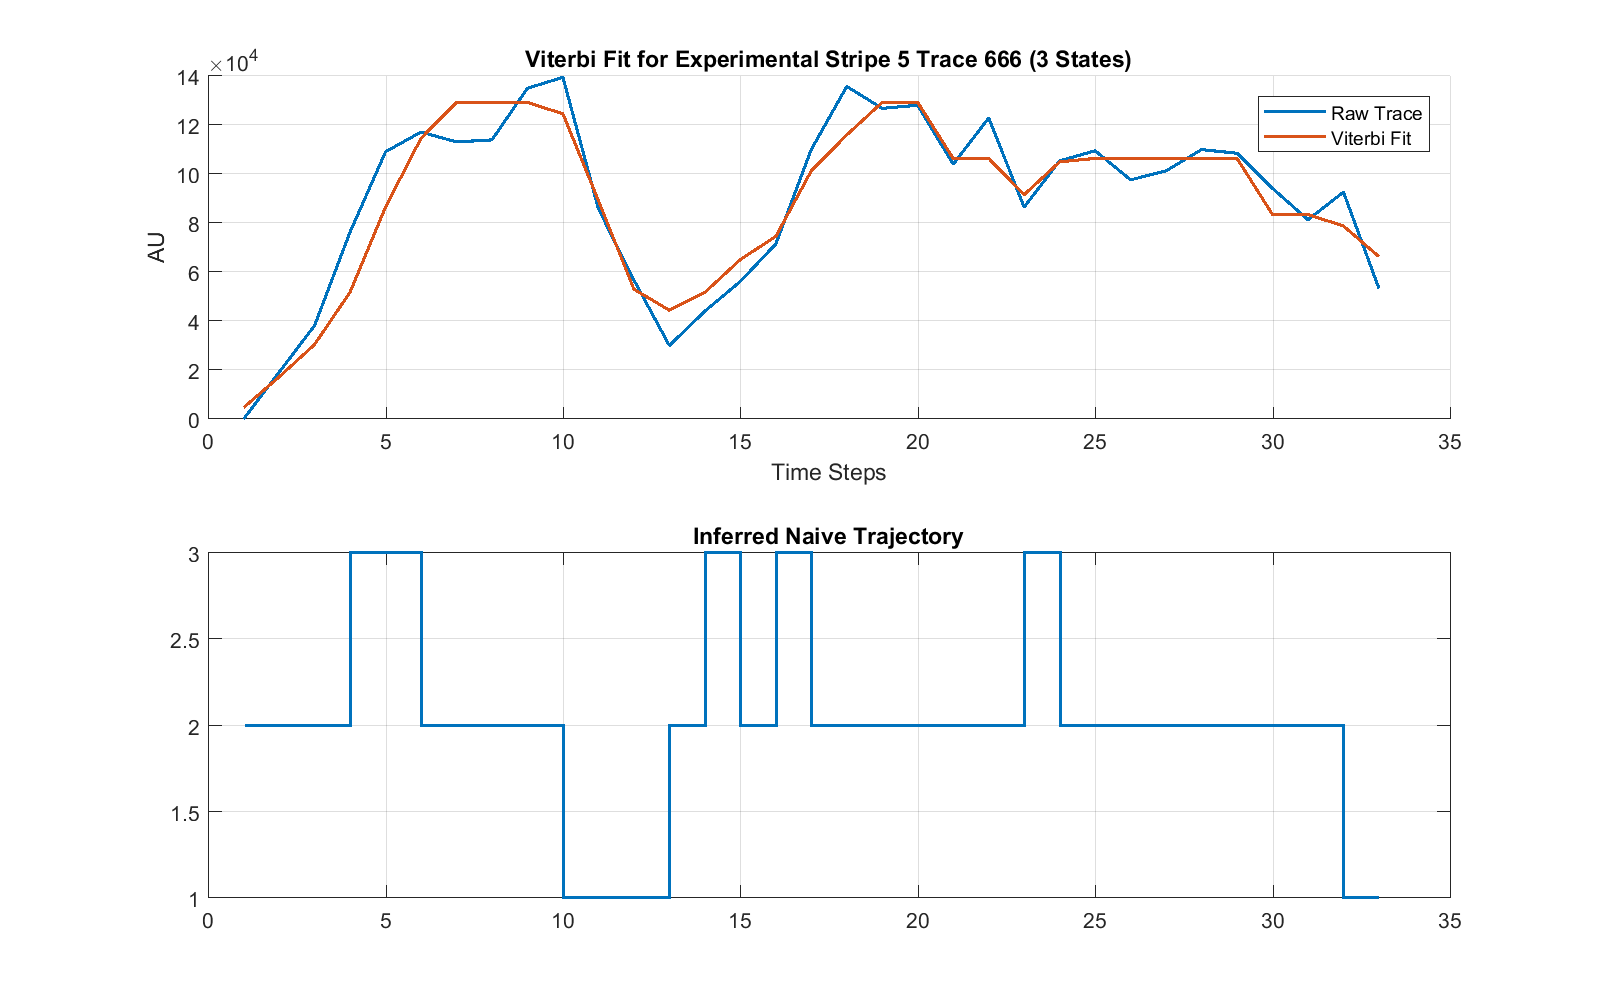 Viterbi Fit for Experimental Stripe 5 Trace 666 (3 States)
×10⁴
14
12
10
8
6
4
2
0
AU
Raw Trace
Viterbi Fit
0 5 10 15 20 25 30 35
Time Steps
Inferred Naive Trajectory
3
2.5
2
1.5
1
0 5 10 15 20 25 30 35